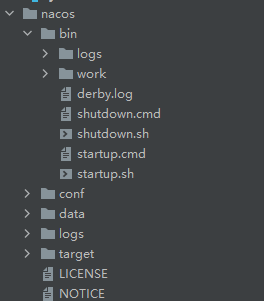 nacos
bin
logs
work
derby.log
shutdown.cmd
shutdown.sh
startup.cmd
startup.sh
conf
data
logs
target
LICENSE
NOTICE